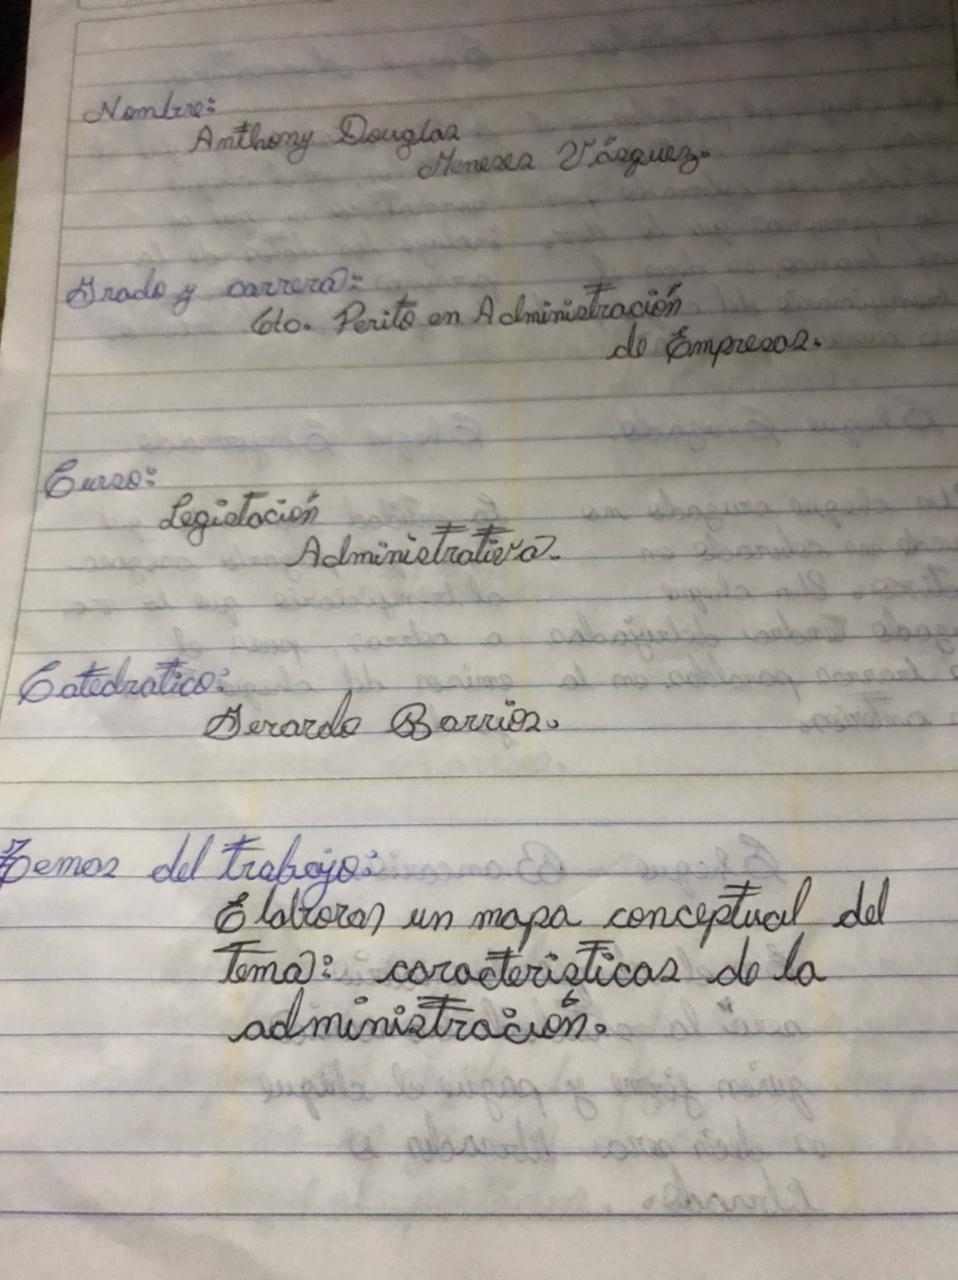 Nombre:
Anthony Douglas
Meneses Vásquez.
Grado y carrera:
6to. Perito en Administración
de Empresas.
Curso:
Legislación
Administrativa.
Catedratico:
Gerardo Barrios.
Temas del trabajo:
Elaborar un mapa conceptual del
Tema: caracteristicas de la
administración.